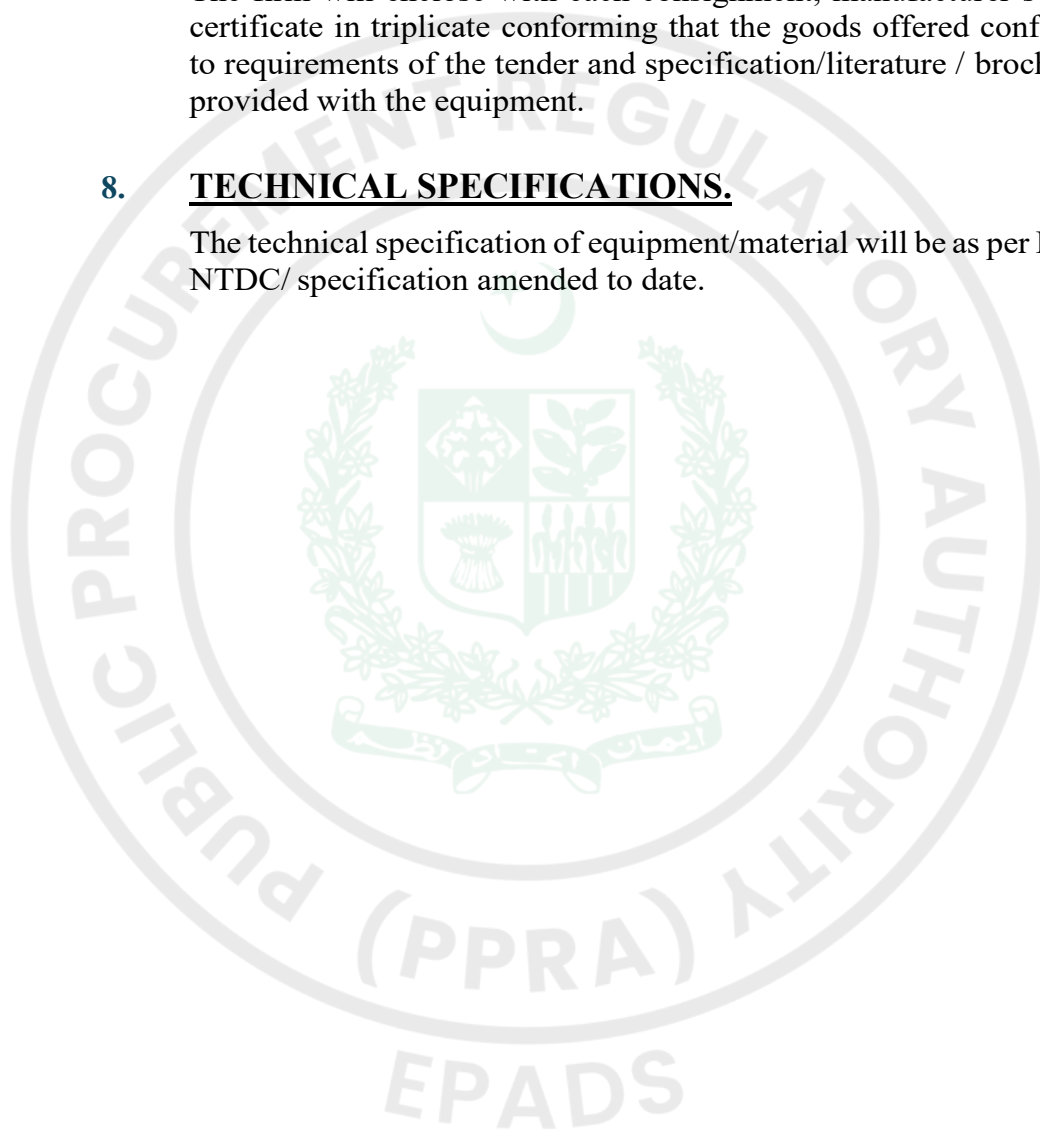 certificate in triplicate conforming that the goods offered
to requirements of the tender and specification/literature /
provided with the equipment.
8. TECHNICAL SPECIFICATIONS.
The technical specification of equipment/material will be as per
NTDC/ specification amended to date.
PUBLIC PROCUREMENT REGULATORY AUTHORITY
(PPRA)
EPADS